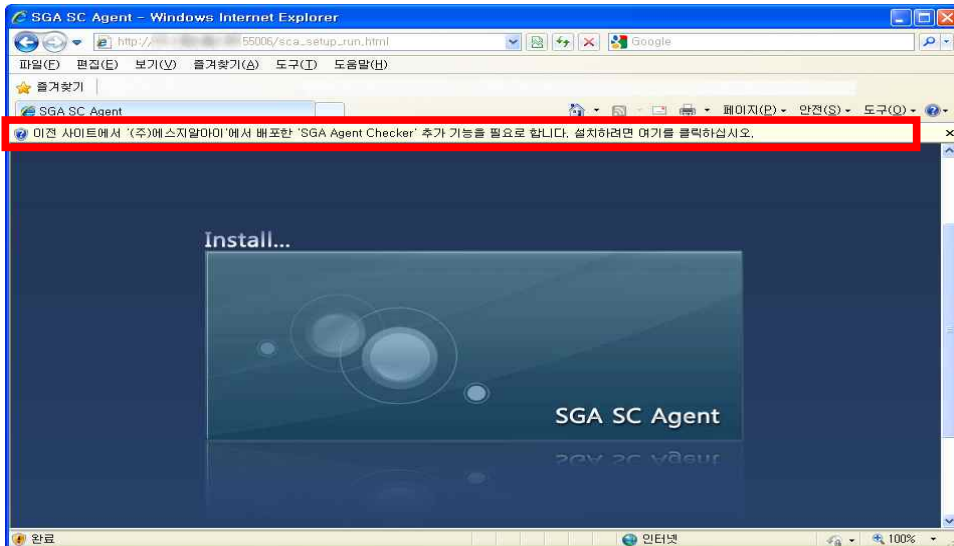 SGA SC Agent - Windows Internet Explorer
http:// 55006/sca_setup_run.html
Google
파일(F) 편집(E) 보기(V) 즐겨찾기(A) 도구(T) 도움말(H)
즐겨찾기
SGA SC Agent
페이지(P) 안전(S) 도구(O)
이전 사이트에서 '(주)에스지알아이'에서 배포한 'SGA Agent Checker' 추가 기능을 필요로 합니다. 설치하려면 여기를 클릭하십시오.
Install...
SGA SC Agent
완료
인터넷
100%